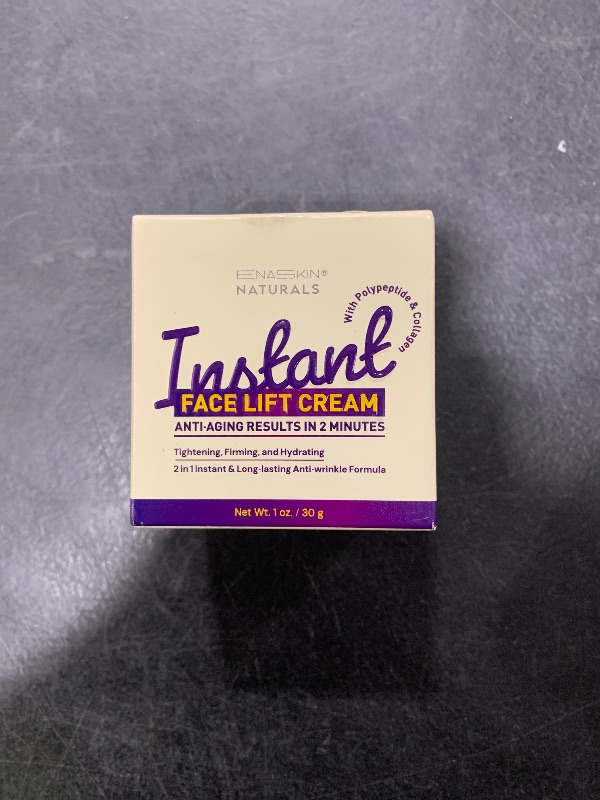 ENASKIN®
NATURALS
With Polypeptide & Collagen
Instant
FACE LIFT CREAM
ANTI-AGING RESULTS IN 2 MINUTES
Tightening, Firming, and Hydrating
2 in 1 Instant & Long-lasting Anti-wrinkle Formula
Net Wt. 1 oz. / 30 g